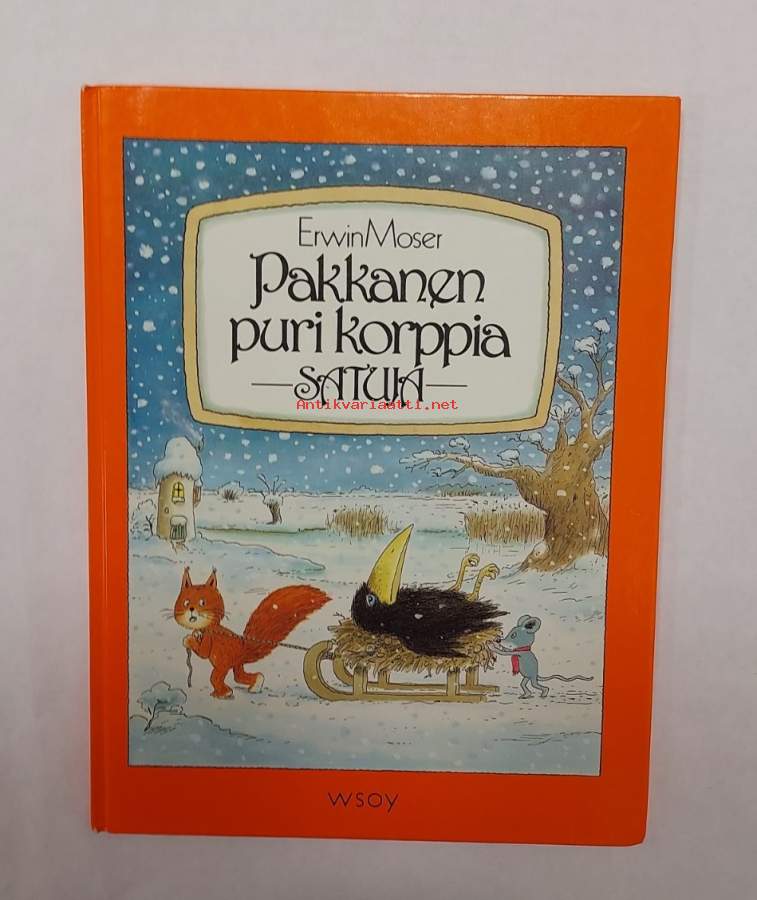 Erwin Moser
Pakkanen
puri korppia
—SATUJA—
Antikvariaatti.net
WSOY